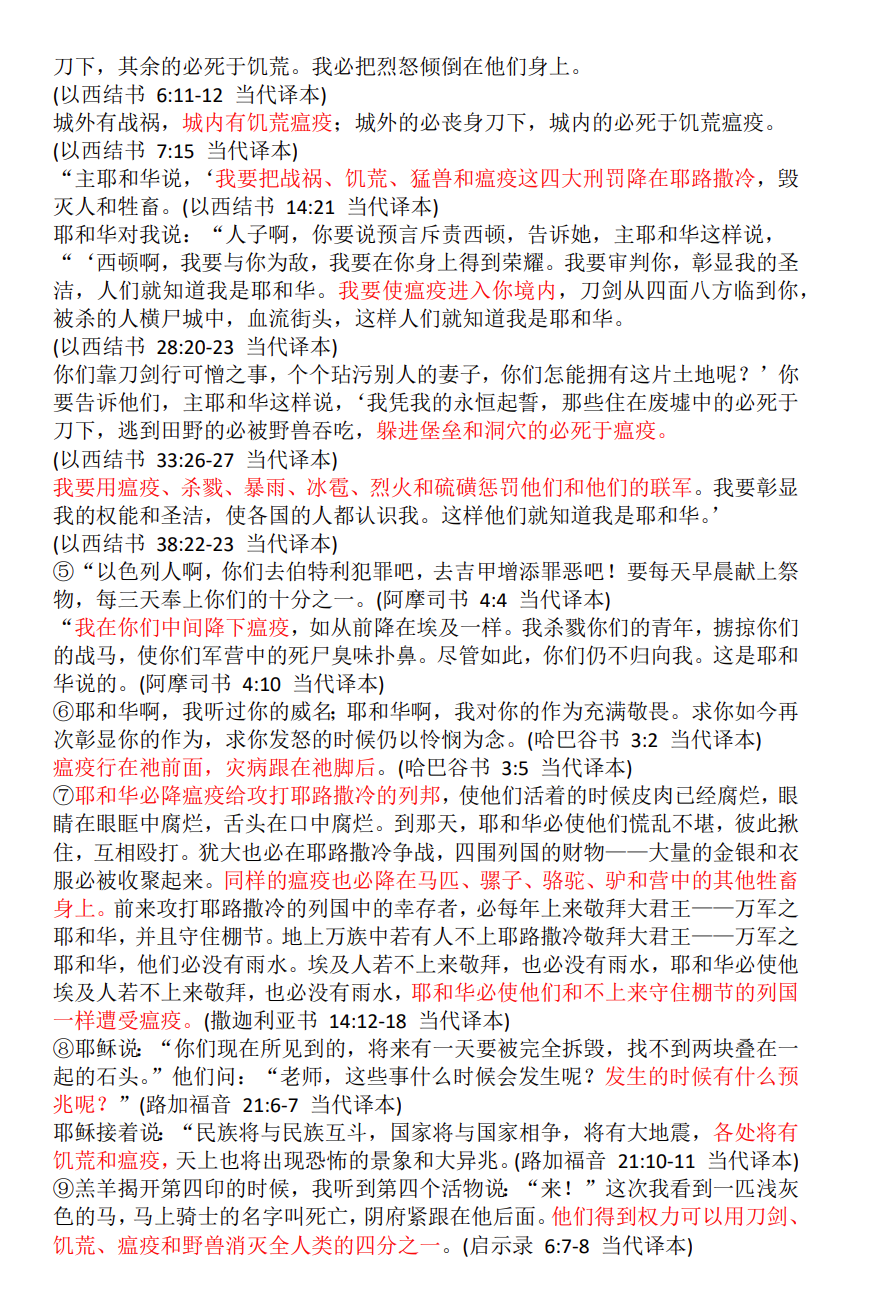 刀下，其余的必死于饥荒。我必把烈怒倾倒在他们身上。
(以西结书 6:11-12 当代译本)
城外有战祸，城内有饥荒瘟疫；城外的必丧身刀下，城内的必死于饥荒瘟疫。
(以西结书 7:15 当代译本)
“主耶和华说，‘我要把战祸、饥荒、猛兽和瘟疫这四大刑罚降在耶路撒冷，毁
灭人和牲畜。(以西结书 14:21 当代译本)
耶和华对我说：“人子啊，你要说预言斥责西顿，告诉她，主耶和华这样说，
“‘西顿啊，我要与你为敌，我要在你身上得到荣耀。我要审判你，彰显我的圣
洁，人们就知道我是耶和华。我要使瘟疫进入你境内，刀剑从四面八方临到你，
被杀的人横尸城中，血流街头，这样人们就知道我是耶和华。
(以西结书 28:20-23 当代译本)
你们靠刀剑行可憎之事，个个玷污别人的妻子，你们怎能拥有这片土地呢？’你
要告诉他们，主耶和华这样说，‘我凭我的永恒起誓，那些住在废墟中的必死于
刀下，逃到田野的必被野兽吞吃，躲进堡垒和洞穴的必死于瘟疫。
(以西结书 33:26-27 当代译本)
我要用瘟疫、杀戮、暴雨、冰雹、烈火和硫磺惩罚他们和他们的联军。我要彰显
我的权能和圣洁，使各国的人都认识我。这样他们就知道我是耶和华。’
(以西结书 38:22-23 当代译本)
⑤“以色列人啊，你们去伯特利犯罪吧，去吉甲增添罪恶吧！要每天早晨献上祭
物，每三天奉上你们的十分之一。(阿摩司书 4:4 当代译本)
“我在你们中间降下瘟疫，如从前降在埃及一样。我杀戮你们的青年，掳掠你们
的战马，使你们军营中的死尸臭味扑鼻。尽管如此，你们仍不归向我。这是耶和
华说的。(阿摩司书 4:10 当代译本)
⑥耶和华啊，我听过你的威名；耶和华啊，我对你的作为充满敬畏。求你如今再
次彰显你的作为，求你发怒的时候仍以怜悯为念。(哈巴谷书 3:2 当代译本)
瘟疫行在祂前面，灾病跟在祂脚后。(哈巴谷书 3:5 当代译本)
⑦耶和华必降瘟疫给攻打耶路撒冷的列邦，使他们活着的时候皮肉已经腐烂，眼
睛在眼眶中腐烂，舌头在口中腐烂。到那天，耶和华必使他们慌乱不堪，彼此揪
住，互相殴打。犹大也必在耶路撒冷争战，四围列国的财物——大量的金银和衣
服必被收聚起来。同样的瘟疫也必降在马匹、骡子、骆驼、驴和营中的其他牲畜
身上。前来攻打耶路撒冷的列国中的幸存者，必每年上来敬拜大君王——万军之
耶和华，并且守住棚节。地上万族中若有人不上耶路撒冷敬拜大君王——万军之
耶和华，他们必没有雨水。埃及人若不上来敬拜，也必没有雨水，耶和华必使他
埃及人若不上来敬拜，也必没有雨水，耶和华必使他们和不上来守住棚节的列国
一样遭受瘟疫。(撒迦利亚书 14:12-18 当代译本)
⑧耶稣说：“你们现在所见到的，将来有一天要被完全拆毁，找不到两块叠在一
起的石头。”他们问：“老师，这些事什么时候会发生呢？发生的时候有什么预
兆呢？”(路加福音 21:6-7 当代译本)
耶稣接着说：“民族将与民族互斗，国家将与国家相争，将有大地震，各处将有
饥荒和瘟疫，天上也将出现恐怖的景象和大异兆。(路加福音 21:10-11 当代译本)
⑨羔羊揭开第四印的时候，我听到第四个活物说：“来！”这次我看到一匹浅灰
色的马，马上骑士的名字叫死亡，阴府紧跟在他后面。他们得到权力可以用刀剑、
饥荒、瘟疫和野兽消灭全人类的四分之一。(启示录 6:7-8 当代译本)